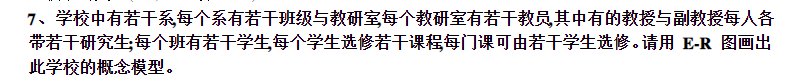 7、学校中有若干系,每个系有若干班级与教研室,每个教研室有若干教员,其中有的教授与副教授每人各
带若干研究生;每个班有若干学生,每个学生选修若干课程,每门课可由若干学生选修。请用 E-R 图画出
此学校的概念模型。